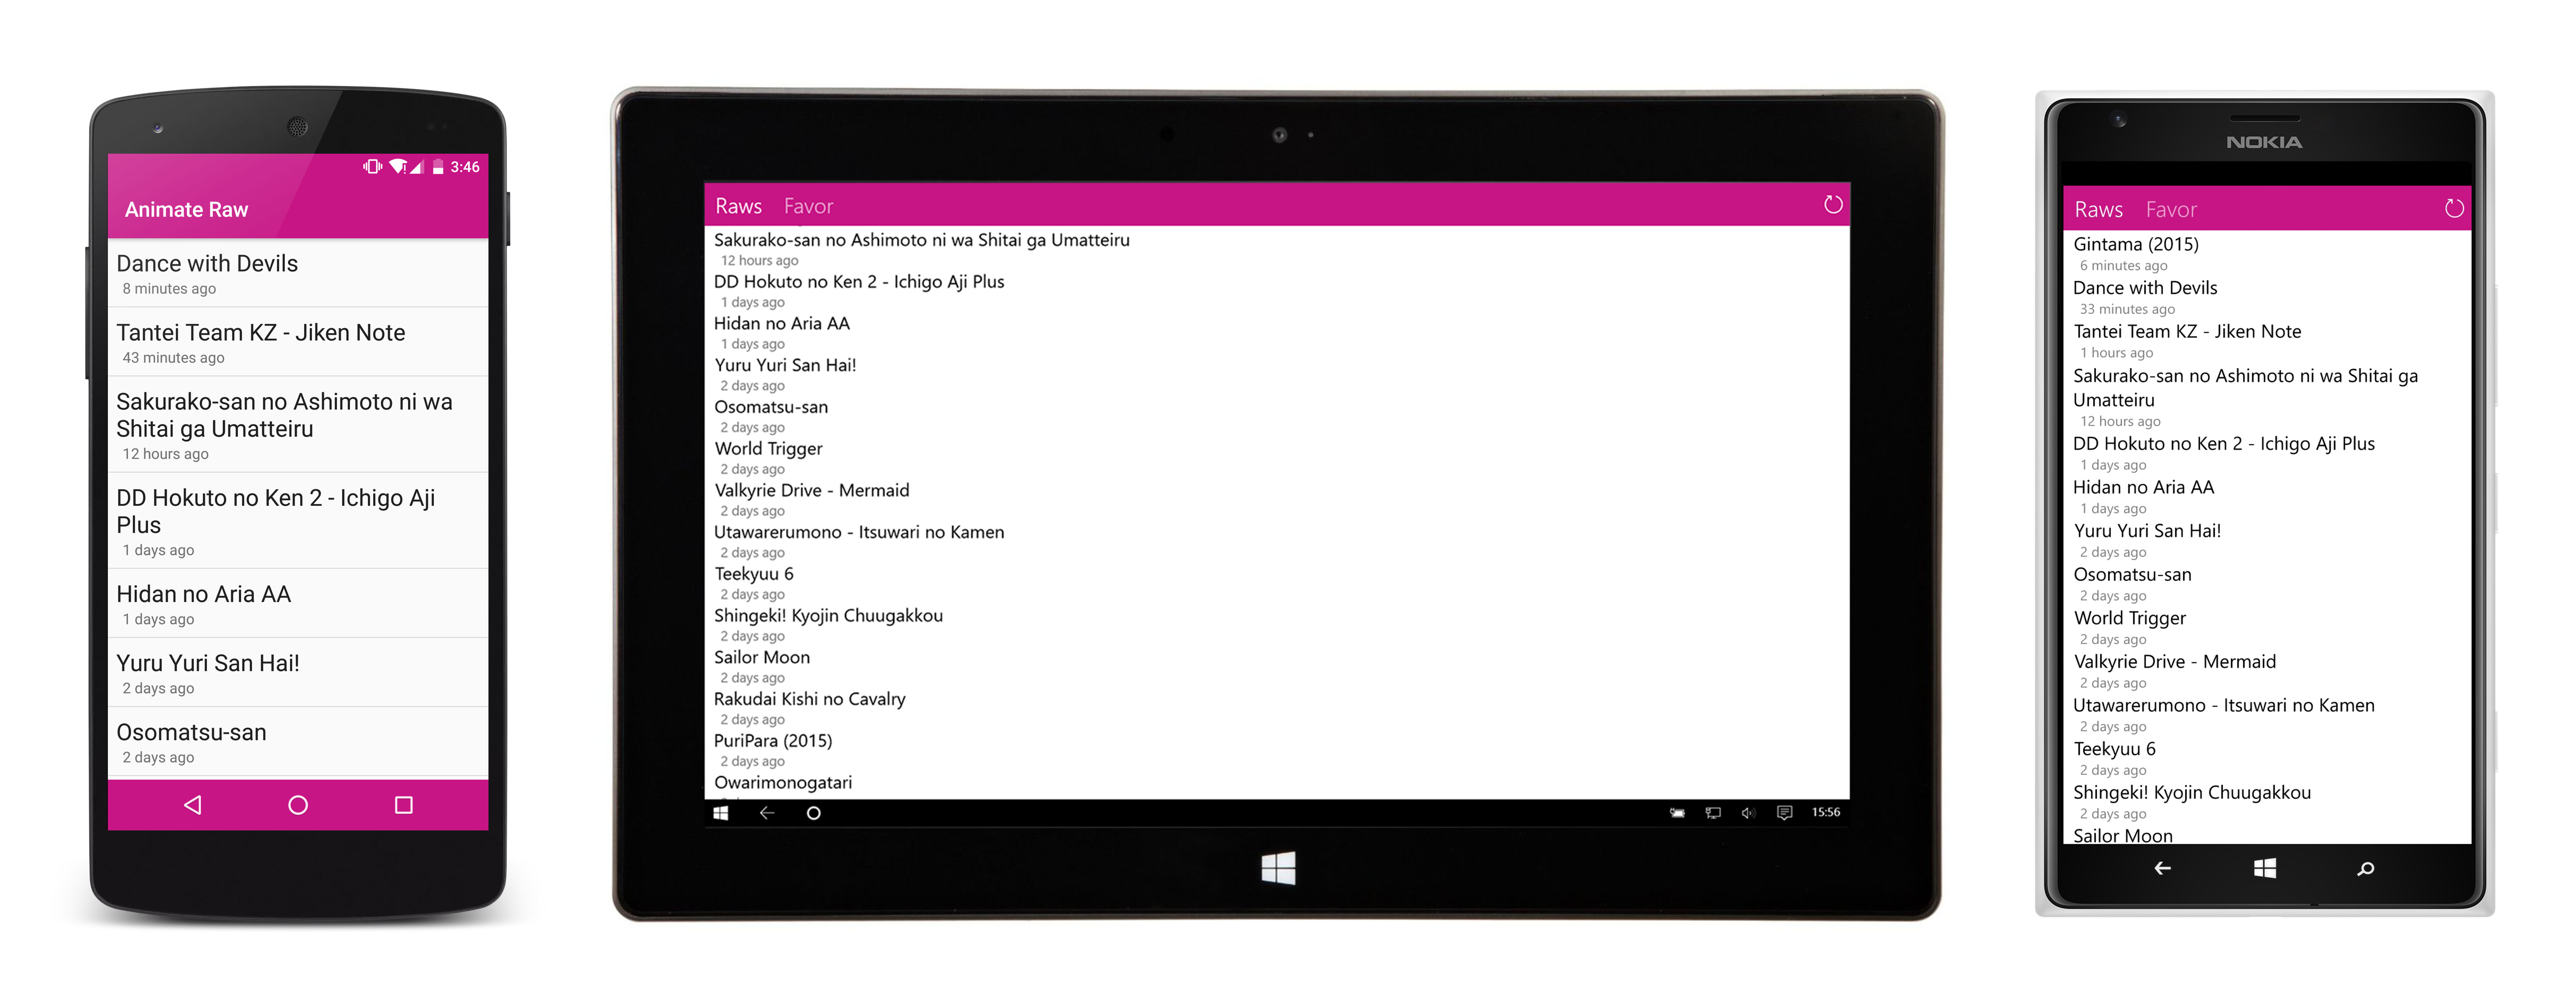 3:46
Animate Raw
Dance with Devils
8 minutes ago
Tantei Team KZ - Jiken Note
43 minutes ago
Sakurako-san no Ashimoto ni wa
Shitai ga Umatteiru
12 hours ago
DD Hokuto no Ken 2 - Ichigo Aji
Plus
1 days ago
Hidan no Aria AA
1 days ago
Yuru Yuri San Hai!
2 days ago
Osomatsu-san
2 days ago
Raws Favor
Sakurako-san no Ashimoto ni wa Shitai ga Umatteiru
12 hours ago
DD Hokuto no Ken 2 - Ichigo Aji Plus
1 days ago
Hidan no Aria AA
1 days ago
Yuru Yuri San Hai!
2 days ago
Osomatsu-san
2 days ago
World Trigger
2 days ago
Valkyrie Drive - Mermaid
2 days ago
Utawarerumono - Itsuwari no Kamen
2 days ago
Teekyuu 6
2 days ago
Shingeki! Kyojin Chuugakkou
2 days ago
Sailor Moon
2 days ago
Rakudai Kishi no Cavalry
2 days ago
PuriPara (2015)
2 days ago
Owarimonogatari
15:56
NOKIA
Raws Favor
Gintama (2015)
6 minutes ago
Dance with Devils
33 minutes ago
Tantei Team KZ - Jiken Note
1 hours ago
Sakurako-san no Ashimoto ni wa Shitai ga
Umatteiru
12 hours ago
DD Hokuto no Ken 2 - Ichigo Aji Plus
1 days ago
Hidan no Aria AA
1 days ago
Yuru Yuri San Hai!
2 days ago
Osomatsu-san
2 days ago
World Trigger
2 days ago
Valkyrie Drive - Mermaid
2 days ago
Utawarerumono - Itsuwari no Kamen
2 days ago
Teekyuu 6
2 days ago
Shingeki! Kyojin Chuugakkou
2 days ago
Sailor Moon